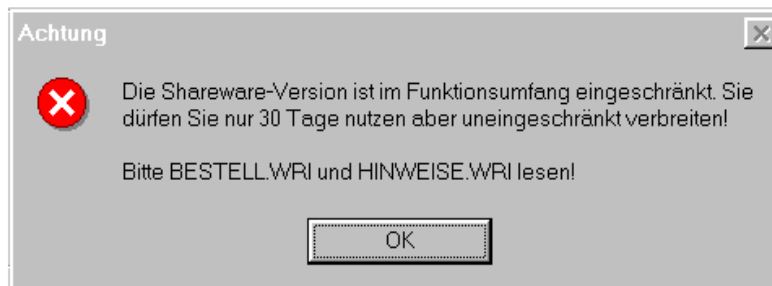 Achtung
Die Shareware-Version ist im Funktionsumfang eingeschränkt. Sie
dürfen Sie nur 30 Tage nutzen aber uneingeschränkt verbreiten!
Bitte BESTELL.WRI und HINWEISE.WRI lesen!
OK